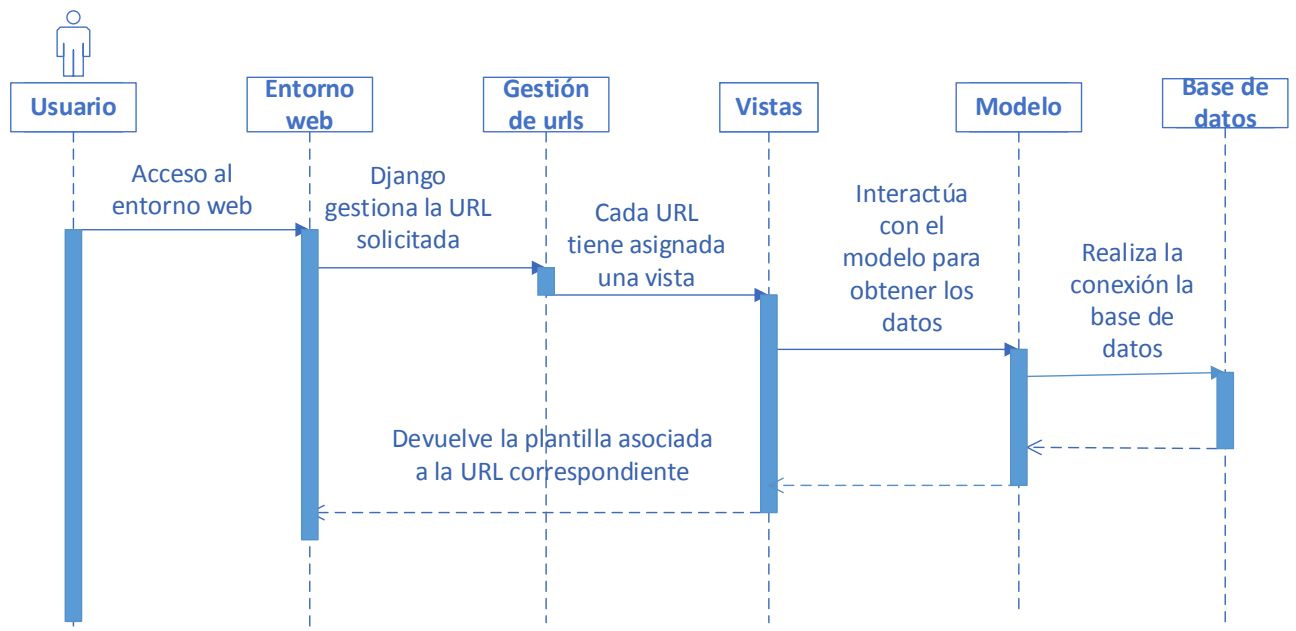 Usuario
Entorno
web
Gestión
de urls
Vistas
Modelo
Base de
datos
Acceso al
entorno web
Django
gestiona la URL
solicitada
Cada URL
tiene asignada
una vista
Interactúa
con el
modelo para
obtener los
datos
Realiza la
conexión la
base de
datos
Devuelve la plantilla asociada
a la URL correspondiente